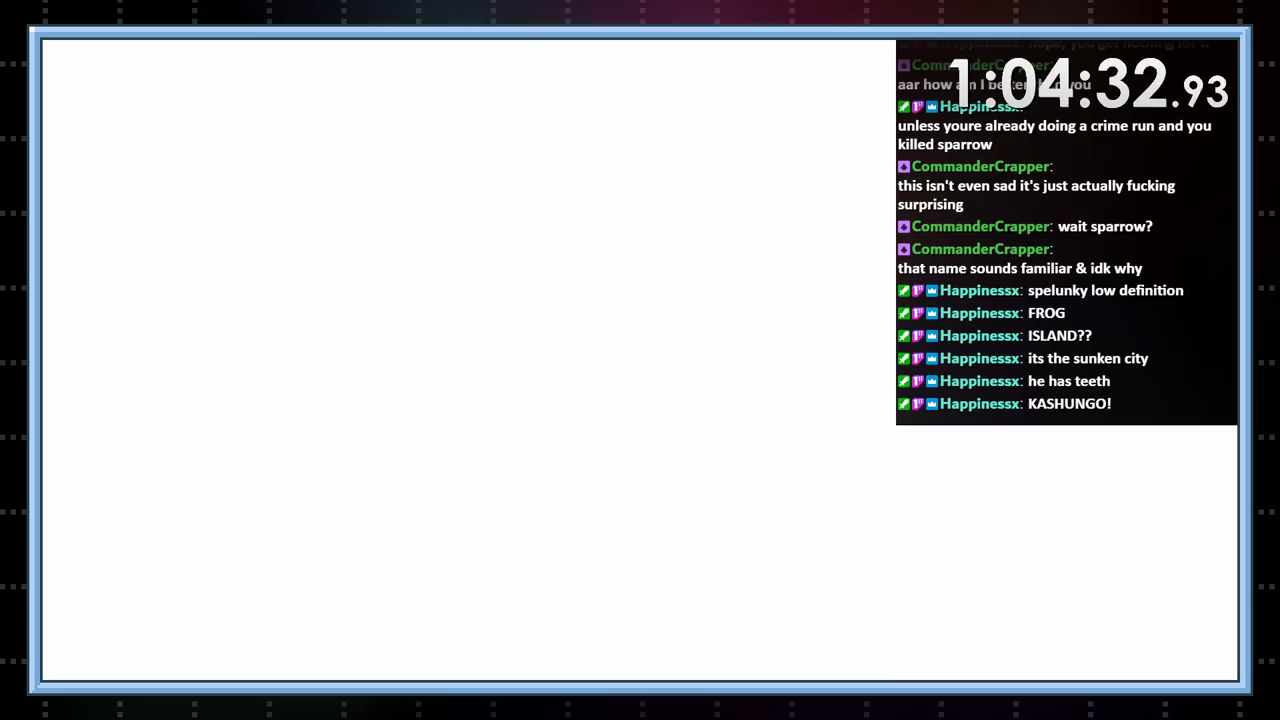 1:04:32.93
CommanderCrapper:
unless youre already doing a crime run and you
killed sparrow
CommanderCrapper:
this isn't even sad it's just actually fucking
surprising
CommanderCrapper: wait sparrow?
CommanderCrapper:
that name sounds familiar & idk why
Happinessx: spelunky low definition
Happinessx: FROG
Happinessx: ISLAND??
Happinessx: its the sunken city
Happinessx: he has teeth
Happinessx: KASHUNGO!